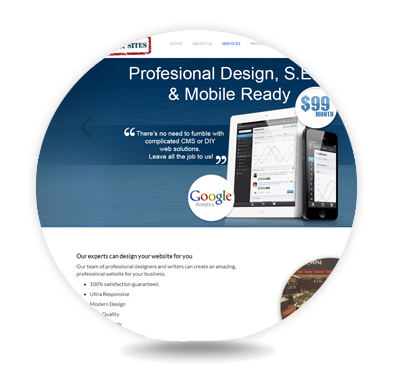 SITES
HOME ABOUT US SERVICES
Profesional Design, S.E
& Mobile Ready
$99
MONTH
“There's no need to fumble with
complicated CMS or DIY
web solutions.
Leave all the job to us!”
Google
Analytics
Our experts can design your website for you
Our team of professional designers and writers can create an amazing,
professional website for your business.
• 100% satisfaction guaranteed.
• Ultra Responsive
• Modern Design
Quality